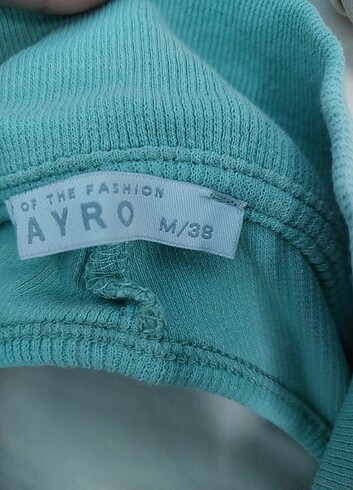 OF THE FASHION
AYRO M/38